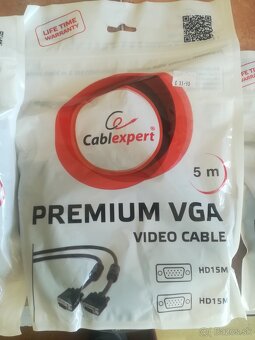 LIFE TIME
WARRANTY
Cablexpert®
5 m
PREMIUM VGA
VIDEO CABLE
HD15M
HD15M